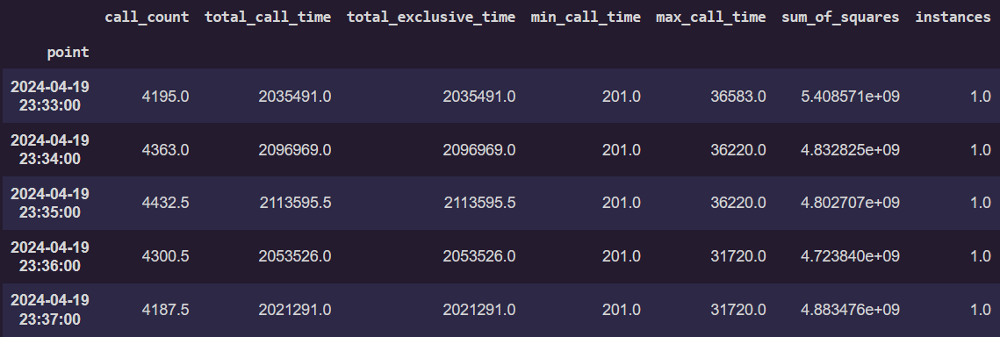 call_count total_call_time total_exclusive_time min_call_time max_call_time sum_of_squares instances
point
2024-04-19 23:33:00 4195.0 2035491.0 2035491.0 201.0 36583.0 5.408571e+09 1.0
2024-04-19 23:34:00 4363.0 2096969.0 2096969.0 201.0 36220.0 4.832825e+09 1.0
2024-04-19 23:35:00 4432.5 2113595.5 2113595.5 201.0 36220.0 4.802707e+09 1.0
2024-04-19 23:36:00 4300.5 2053526.0 2053526.0 201.0 31720.0 4.723840e+09 1.0
2024-04-19 23:37:00 4187.5 2021291.0 2021291.0 201.0 31720.0 4.883476e+09 1.0